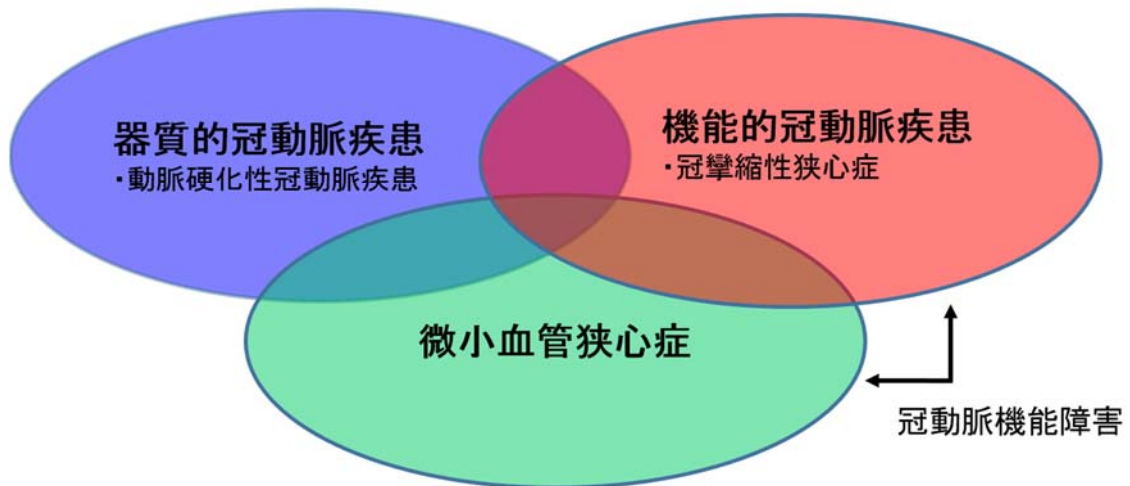 器質的冠動脈疾患
・動脈硬化性冠動脈疾患
機能的冠動脈疾患
・冠攣縮性狭心症
微小血管狭心症
冠動脈機能障害